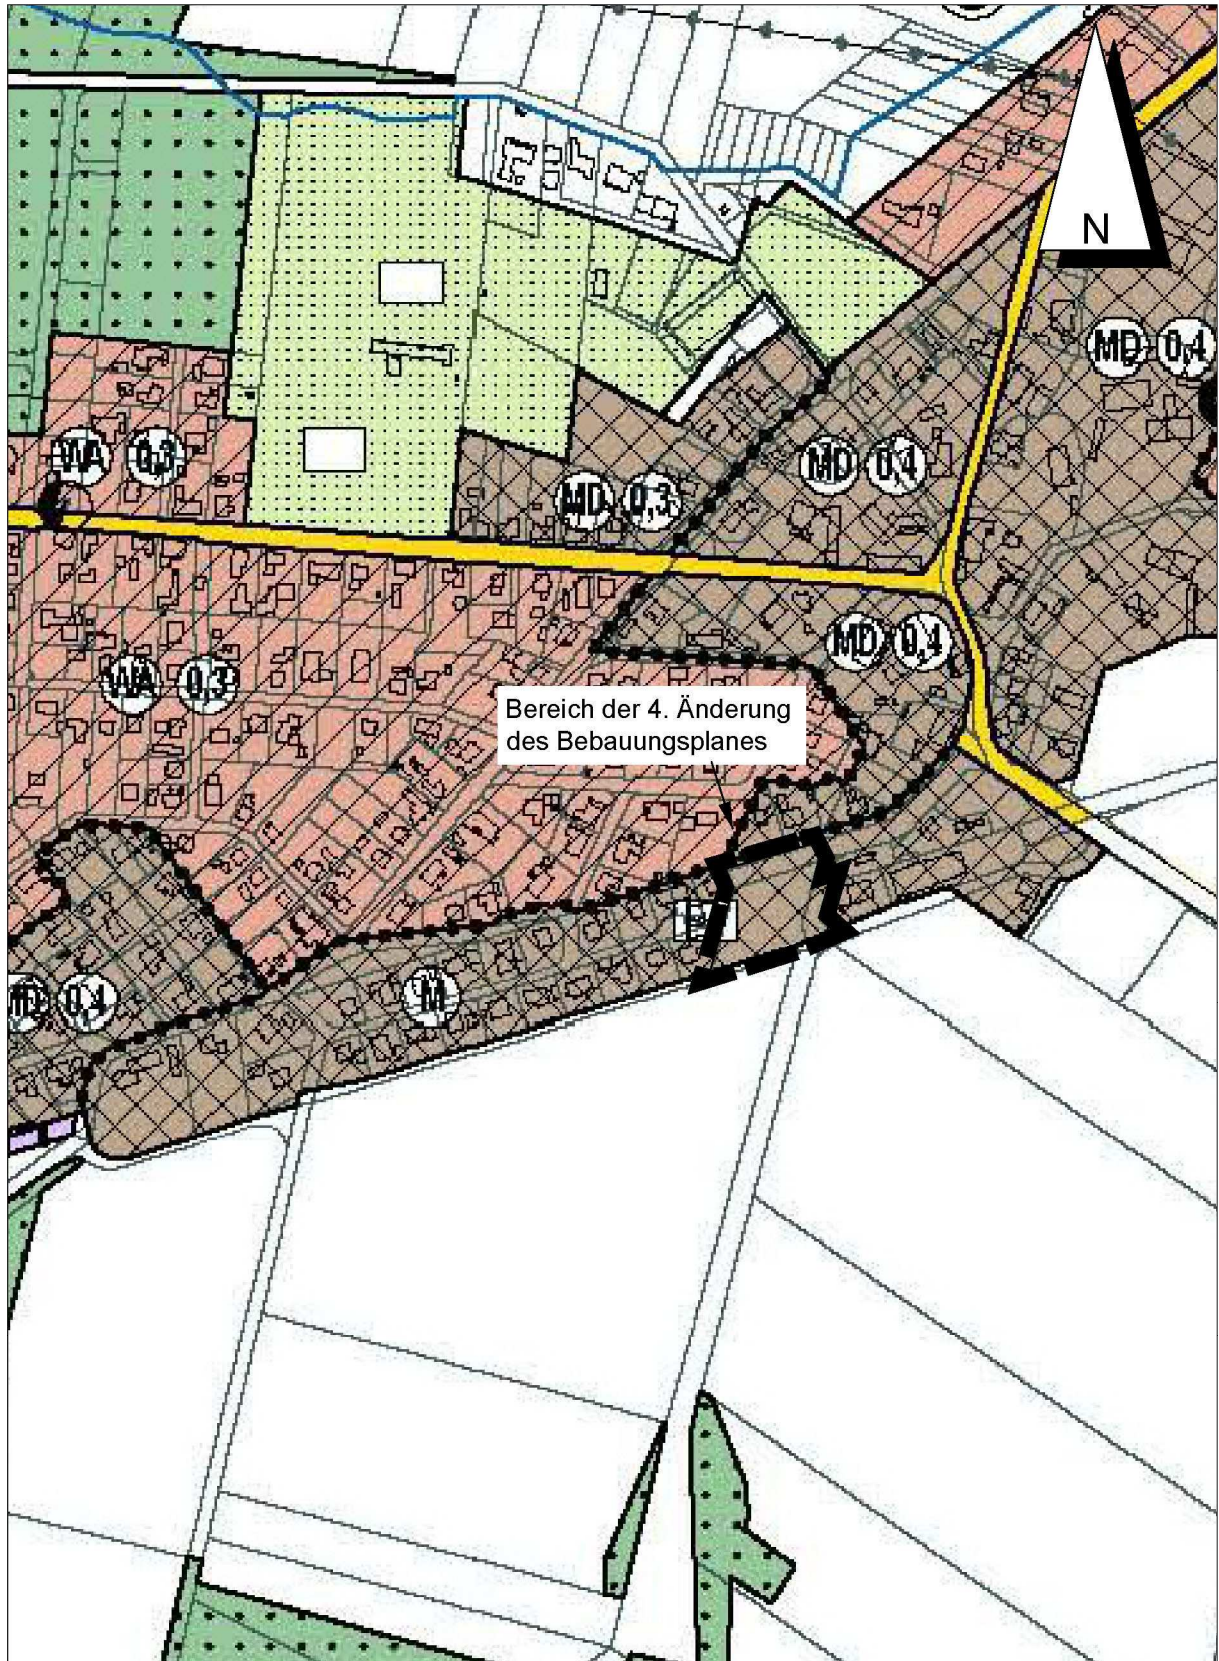 N
MD 0,4
WA 0,3
MD 0,4
MD 0,3
MD 0,4
WA 0,3
Bereich der 4. Änderung
des Bebauungsplanes
MD 0,4
M